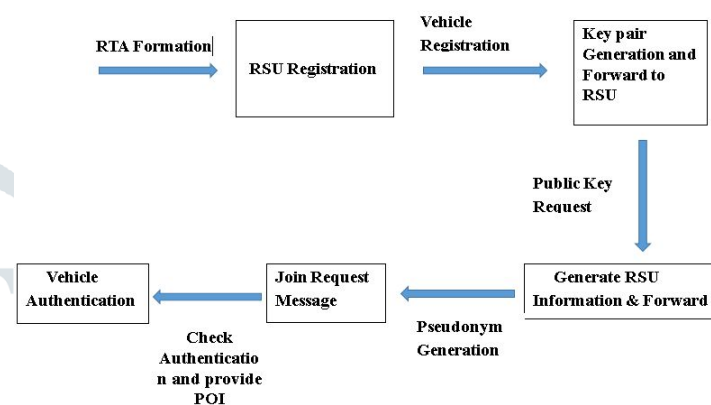 RTA Formation
RSU Registration
Vehicle
Registration
Key pair
Generation and
Forward to
RSU
Public Key
Request
Generate RSU
Information & Forward
Pseudonym
Generation
Join Request
Message
Check
Authenticatio
n and provide
POI
Vehicle
Authentication